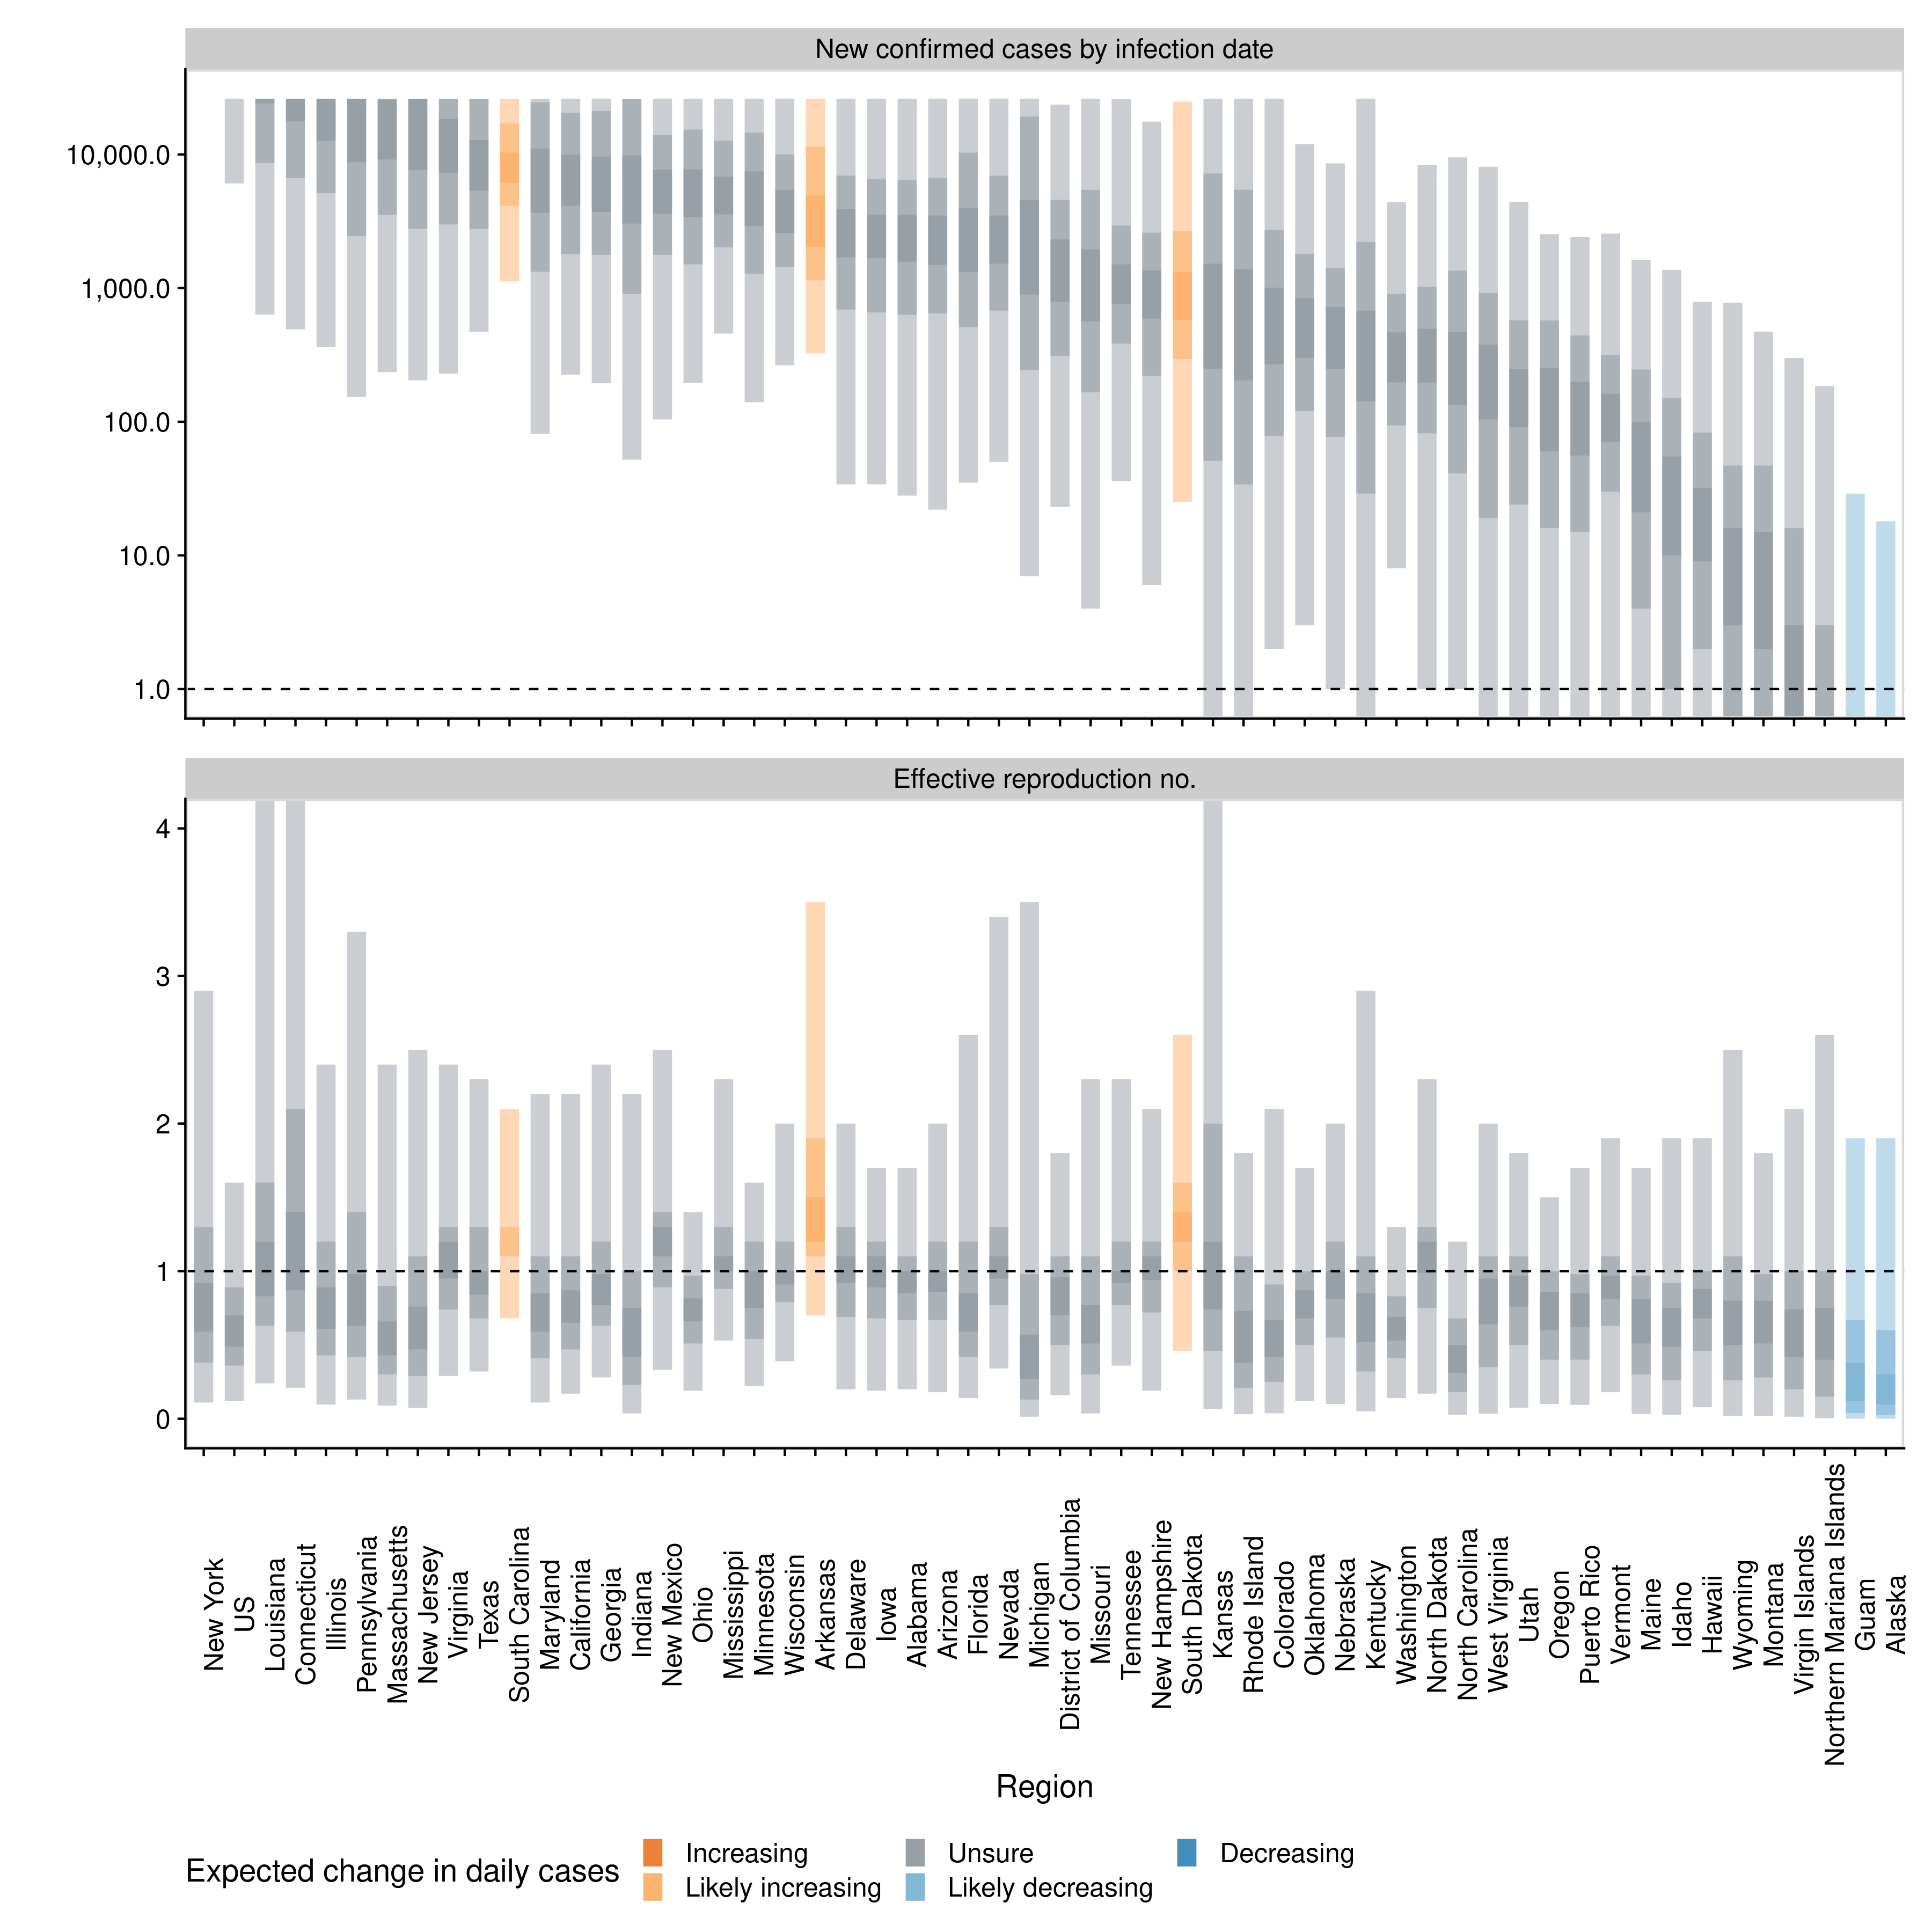 New confirmed cases by infection date
10,000.0
1,000.0
100.0
10.0
1.0
Effective reproduction no.
4
3
2
1
0
New York
US
Louisiana
Connecticut
Illinois
Pennsylvania
Massachusetts
New Jersey
Virginia
Texas
South Carolina
Maryland
California
Georgia
Indiana
New Mexico
Ohio
Mississippi
Minnesota
Wisconsin
Arkansas
Delaware
Iowa
Alabama
Arizona
Florida
Nevada
Michigan
District of Columbia
Missouri
Tennessee
New Hampshire
South Dakota
Kansas
Rhode Island
Colorado
Oklahoma
Nebraska
Kentucky
Washington
North Dakota
North Carolina
West Virginia
Utah
Oregon
Puerto Rico
Vermont
Maine
Idaho
Hawaii
Wyoming
Montana
Virgin Islands
Northern Mariana Islands
Guam
Alaska
Region
Expected change in daily cases
Increasing
Likely increasing
Unsure
Likely decreasing
Decreasing